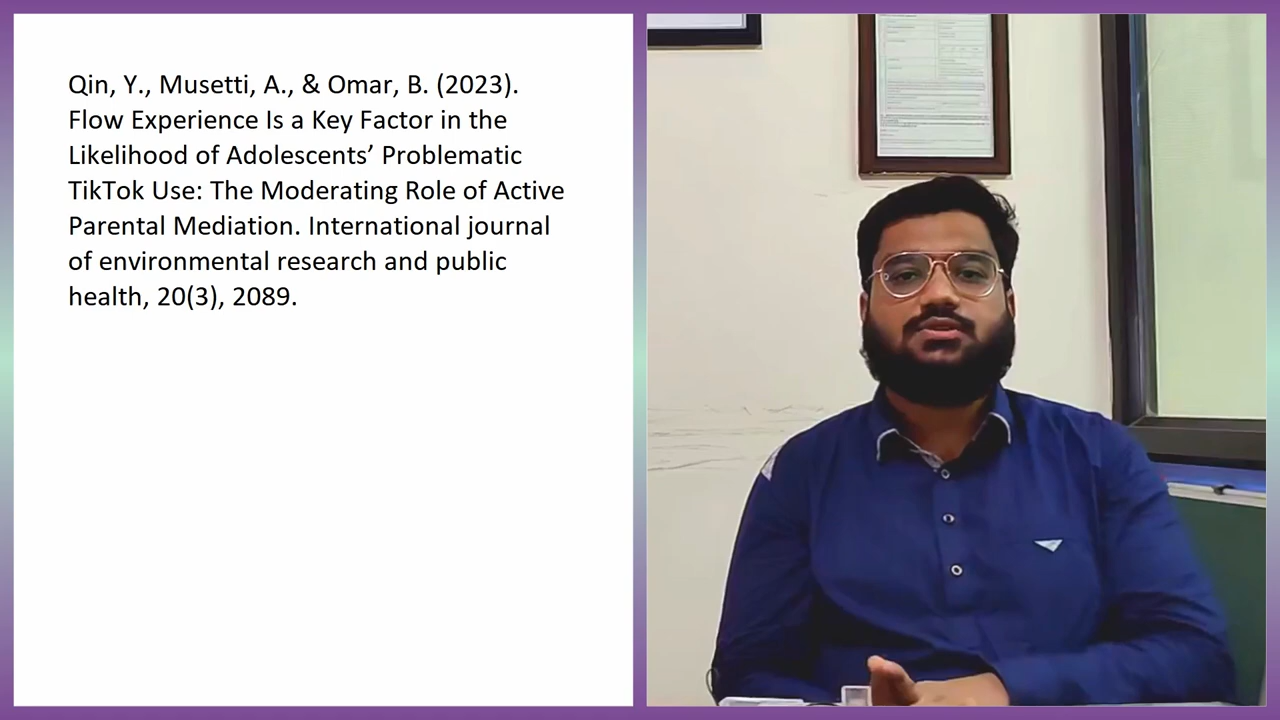 Qin, Y., Musetti, A., & Omar, B. (2023).
Flow Experience Is a Key Factor in the
Likelihood of Adolescents’ Problematic
TikTok Use: The Moderating Role of Active
Parental Mediation. International journal
of environmental research and public
health, 20(3), 2089.